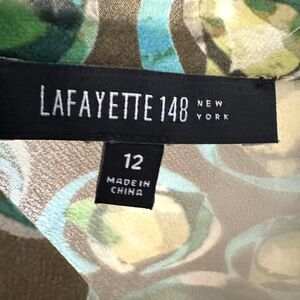 LAFAYETTE 148 NEW YORK
12
MADE IN
CHINA